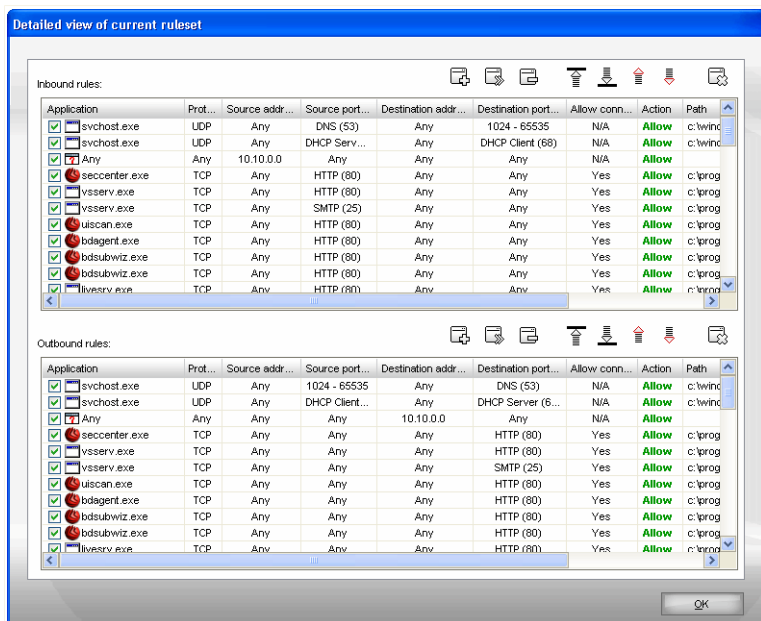 Detailed view of current ruleset
Inbound rules:
Application Prot... Source addr... Source port... Destination addr... Destination port... Allow conn... Action Path
svchost.exe UDP Any DNS (53) Any 1024 - 65535 N/A Allow c:\wind
svchost.exe UDP Any DHCP Serv... Any DHCP Client (68) N/A Allow c:\wind
Any Any 10.10.0.0 Any Any Any N/A Allow
seccenter.exe TCP Any HTTP (80) Any Any Yes Allow c:\prog
vsserv.exe TCP Any HTTP (80) Any Any Yes Allow c:\prog
vsserv.exe TCP Any SMTP (25) Any Any Yes Allow c:\prog
uiscan.exe TCP Any HTTP (80) Any Any Yes Allow c:\prog
bdagent.exe TCP Any HTTP (80) Any Any Yes Allow c:\prog
bdsubwiz.exe TCP Any HTTP (80) Any Any Yes Allow c:\prog
bdsubwiz.exe TCP Any HTTP (80) Any Any Yes Allow c:\prog
livesrv.exe TCP Any HTTP (80) Any Any Yes Allow c:\prog
Outbound rules:
Application Prot... Source addr... Source port... Destination addr... Destination port... Allow conn... Action Path
svchost.exe UDP Any 1024 - 65535 Any DNS (53) N/A Allow c:\wind
svchost.exe UDP Any DHCP Client... Any DHCP Server (6... N/A Allow c:\wind
Any Any Any Any 10.10.0.0 Any N/A Allow
seccenter.exe TCP Any Any Any HTTP (80) Yes Allow c:\prog
vsserv.exe TCP Any Any Any HTTP (80) Yes Allow c:\prog
vsserv.exe TCP Any Any Any SMTP (25) Yes Allow c:\prog
uiscan.exe TCP Any Any Any HTTP (80) Yes Allow c:\prog
bdagent.exe TCP Any Any Any HTTP (80) Yes Allow c:\prog
bdsubwiz.exe TCP Any Any Any HTTP (80) Yes Allow c:\prog
bdsubwiz.exe TCP Any Any Any HTTP (80) Yes Allow c:\prog
livesrv.exe TCP Any Any Any HTTP (80) Yes Allow c:\prog
OK